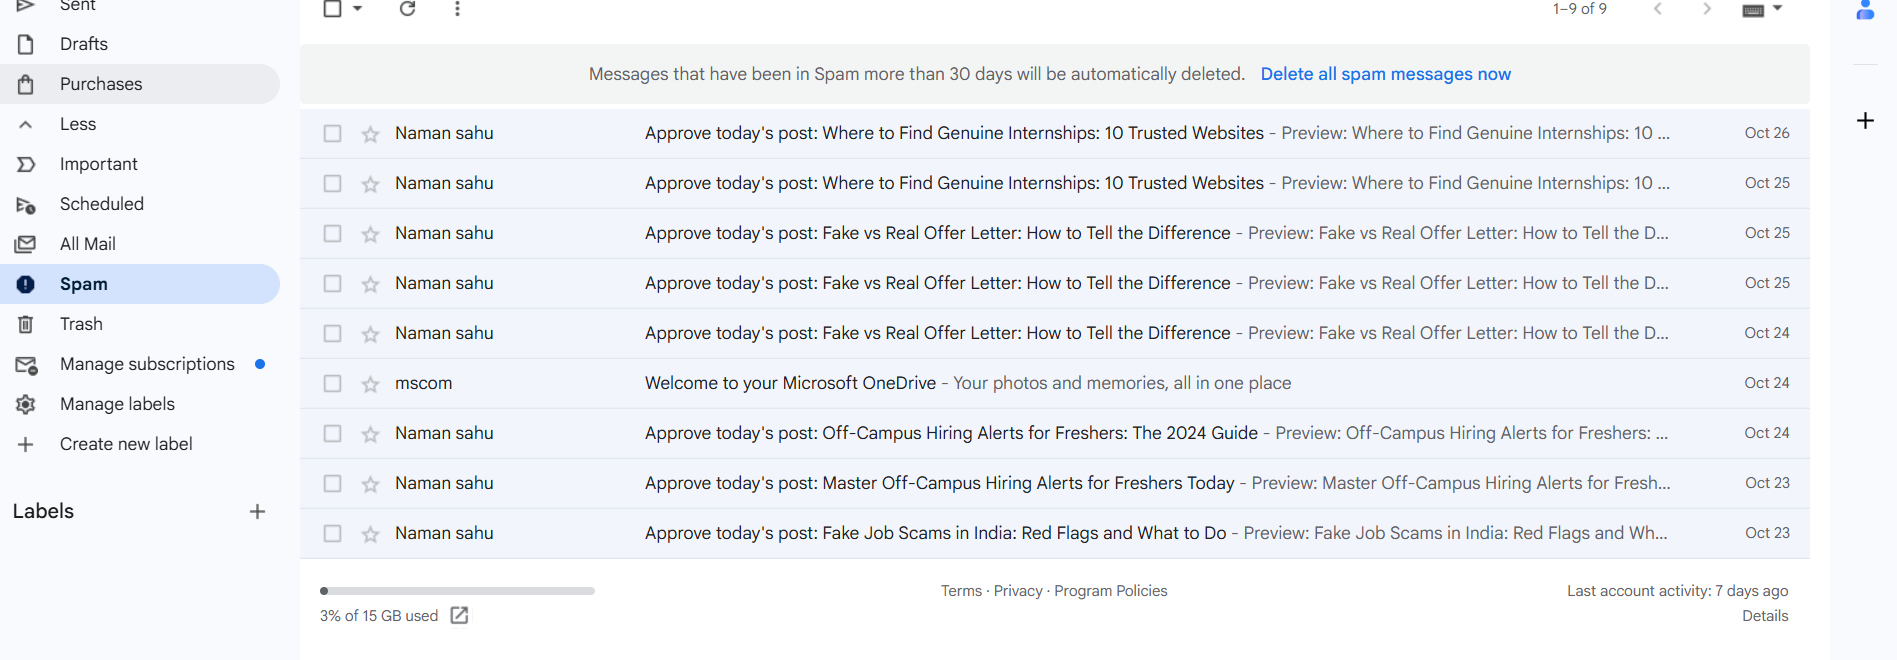 Sent
Drafts
Purchases
Less
Important
Scheduled
All Mail
Spam
Trash
Manage subscriptions
Manage labels
Create new label
Labels
1–9 of 9
Messages that have been in Spam more than 30 days will be automatically deleted. Delete all spam messages now
Naman sahu Approve today's post: Where to Find Genuine Internships: 10 Trusted Websites - Preview: Where to Find Genuine Internships: 10 ... Oct 26
Naman sahu Approve today's post: Where to Find Genuine Internships: 10 Trusted Websites - Preview: Where to Find Genuine Internships: 10 ... Oct 25
Naman sahu Approve today's post: Fake vs Real Offer Letter: How to Tell the Difference - Preview: Fake vs Real Offer Letter: How to Tell the D... Oct 25
Naman sahu Approve today's post: Fake vs Real Offer Letter: How to Tell the Difference - Preview: Fake vs Real Offer Letter: How to Tell the D... Oct 25
Naman sahu Approve today's post: Fake vs Real Offer Letter: How to Tell the Difference - Preview: Fake vs Real Offer Letter: How to Tell the D... Oct 24
mscom Welcome to your Microsoft OneDrive - Your photos and memories, all in one place Oct 24
Naman sahu Approve today's post: Off-Campus Hiring Alerts for Freshers: The 2024 Guide - Preview: Off-Campus Hiring Alerts for Freshers: ... Oct 24
Naman sahu Approve today's post: Master Off-Campus Hiring Alerts for Freshers Today - Preview: Master Off-Campus Hiring Alerts for Fresh... Oct 23
Naman sahu Approve today's post: Fake Job Scams in India: Red Flags and What to Do - Preview: Fake Job Scams in India: Red Flags and Wh... Oct 23
3% of 15 GB used
Terms · Privacy · Program Policies
Last account activity: 7 days ago
Details